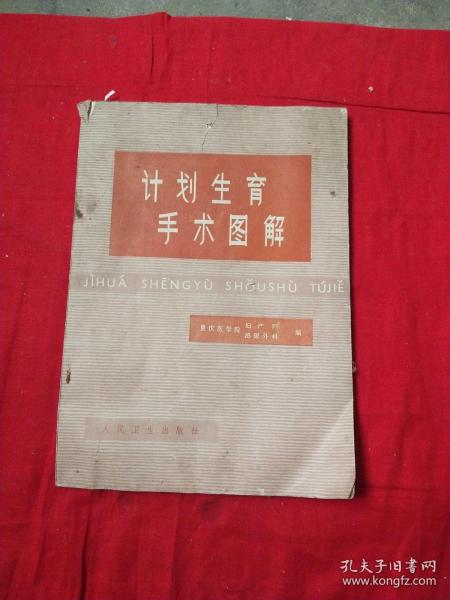 计划生育
手术图解
JÌHUÁ SHĒNGYÙ SHǑUSHÙ TÚJIĚ
重庆医学院 妇产科 泌尿外科 编
人民卫生出版社
孔夫子旧书网
www.kongfz.com